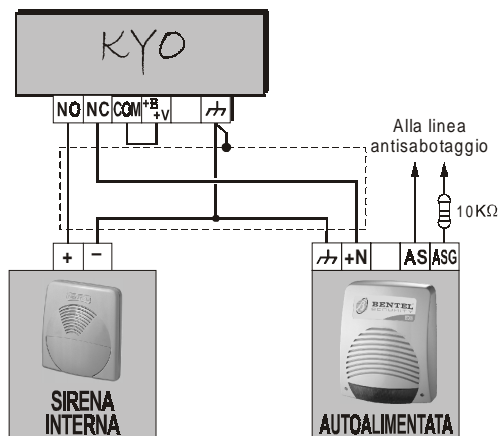 KYO
NO NC COM +B +V
Alla linea
antisabotaggio
10KΩ
+ −
+N AS ASG
BENTEL
SECURITY
SIRENA
INTERNA
AUTOALIMENTATA